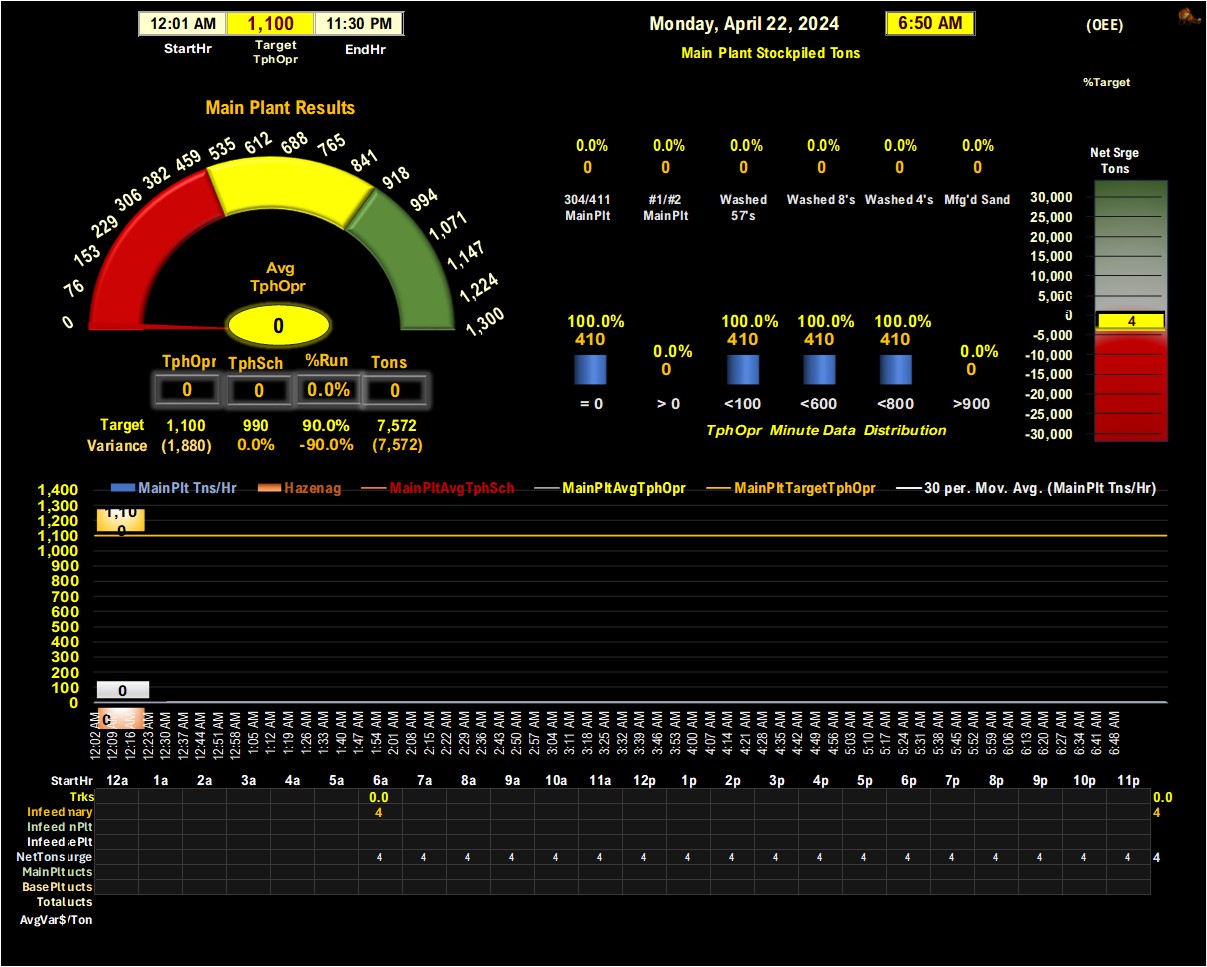 12:01 AM 1,100 11:30 PM Monday, April 22, 2024 6:50 AM (OEE)
StartHr Target TphOpr EndHr
Main Plant Stockpiled Tons
%Target
Main Plant Results
0 76 153 229 306 382 459 535 612 688 765 841 918 994 1,071 1,147 1,224 1,300
Avg
TphOpr
0
TphOpr TphSch %Run Tons
0 0 0.0% 0
Target 1,100 990 90.0% 7,572
Variance (1,880) 0.0% -90.0% (7,572)
0.0% 0.0% 0.0% 0.0% 0.0% 0.0%
0 0 0 0 0 0
304/411 #1/#2 Washed Washed 8's Washed 4's Mfg'd Sand
MainPlt MainPlt 57's
100.0% 100.0% 100.0% 100.0%
410 410 410 410
0.0% 0.0%
0 0
= 0 > 0 <100 <600 <800 >900
TphOpr Minute Data Distribution
Net Srge
Tons
30,000
25,000
20,000
15,000
10,000
5,000
0
4
-5,000
-10,000
-15,000
-20,000
-25,000
-30,000
MainPlt Tns/Hr Hazenag MainPltAvgTphSch MainPltAvgTphOpr MainPltTargetTphOpr 30 per. Mov. Avg. (MainPlt Tns/Hr)
1,400
1,300
1,200
1,100
1,000
900
800
700
600
500
400
300
200
100
0
0
12:02 AM 12:09 AM 12:16 AM 12:23 AM 12:30 AM 12:37 AM 12:44 AM 12:51 AM 12:58 AM 1:05 AM 1:12 AM 1:19 AM 1:26 AM 1:33 AM 1:40 AM 1:47 AM 1:54 AM 2:01 AM 2:08 AM 2:15 AM 2:22 AM 2:29 AM 2:36 AM 2:43 AM 2:50 AM 2:57 AM 3:04 AM 3:11 AM 3:18 AM 3:25 AM 3:32 AM 3:39 AM 3:46 AM 3:53 AM 4:00 AM 4:07 AM 4:14 AM 4:21 AM 4:28 AM 4:35 AM 4:42 AM 4:49 AM 4:56 AM 5:03 AM 5:10 AM 5:17 AM 5:24 AM 5:31 AM 5:38 AM 5:45 AM 5:52 AM 5:59 AM 6:06 AM 6:13 AM 6:20 AM 6:27 AM 6:34 AM 6:41 AM 6:48 AM
StartHr 12a 1a 2a 3a 4a 5a 6a 7a 8a 9a 10a 11a 12p 1p 2p 3p 4p 5p 6p 7p 8p 9p 10p 11p
Trks 0.0 0.0
Infeed mary 4 4
Infeed nPlt
Infeed ePlt
NetTons urge 4 4 4 4 4 4 4 4 4 4 4 4 4 4 4 4 4 4 4
MainPlt ucts
BasePlt ucts
Total ucts
AvgVar$/Ton